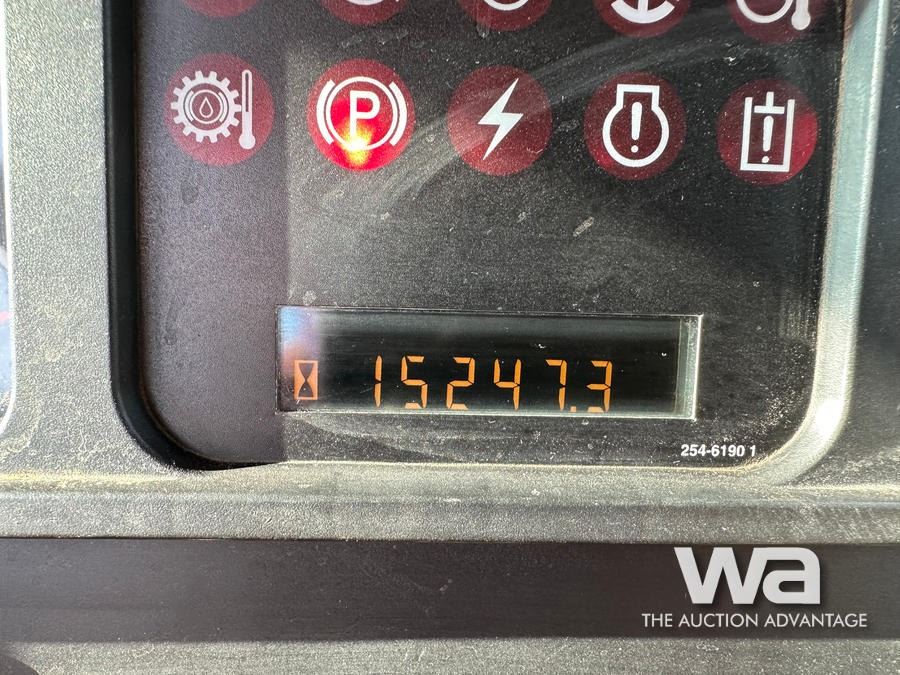 P
15247.3
254-6190 1
wa
THE AUCTION ADVANTAGE